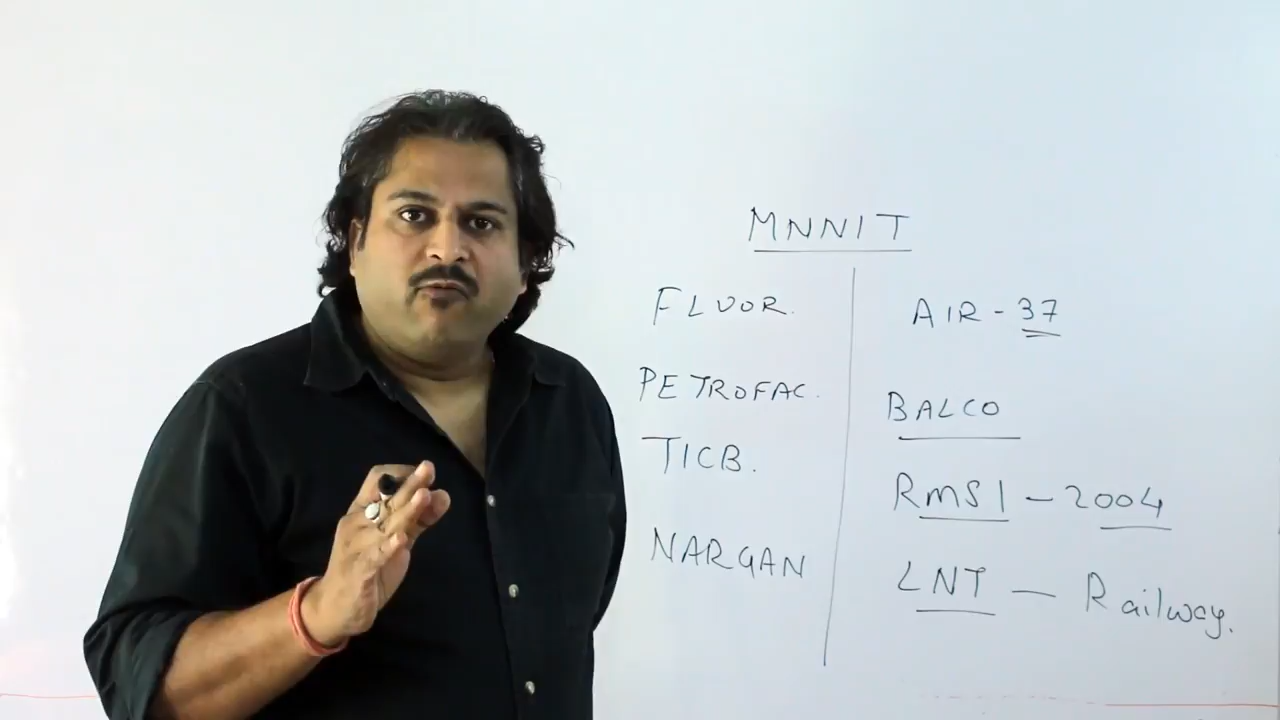 MNNIT
FLUOR.
PETROFAC.
TICB.
NARGAN
AIR - 37
BALCO
RMSI - 2004
LNT - Railway.